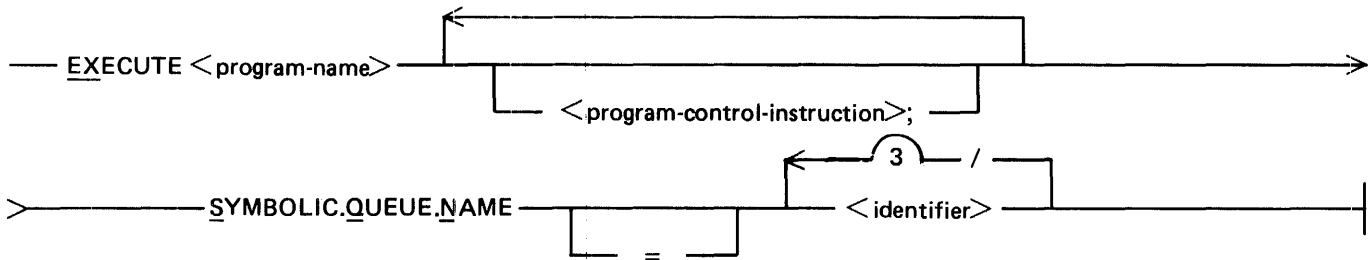 EXECUTE <program-name>
<program-control-instruction>;
3 /
SYMBOLIC.QUEUE.NAME <identifier>
=